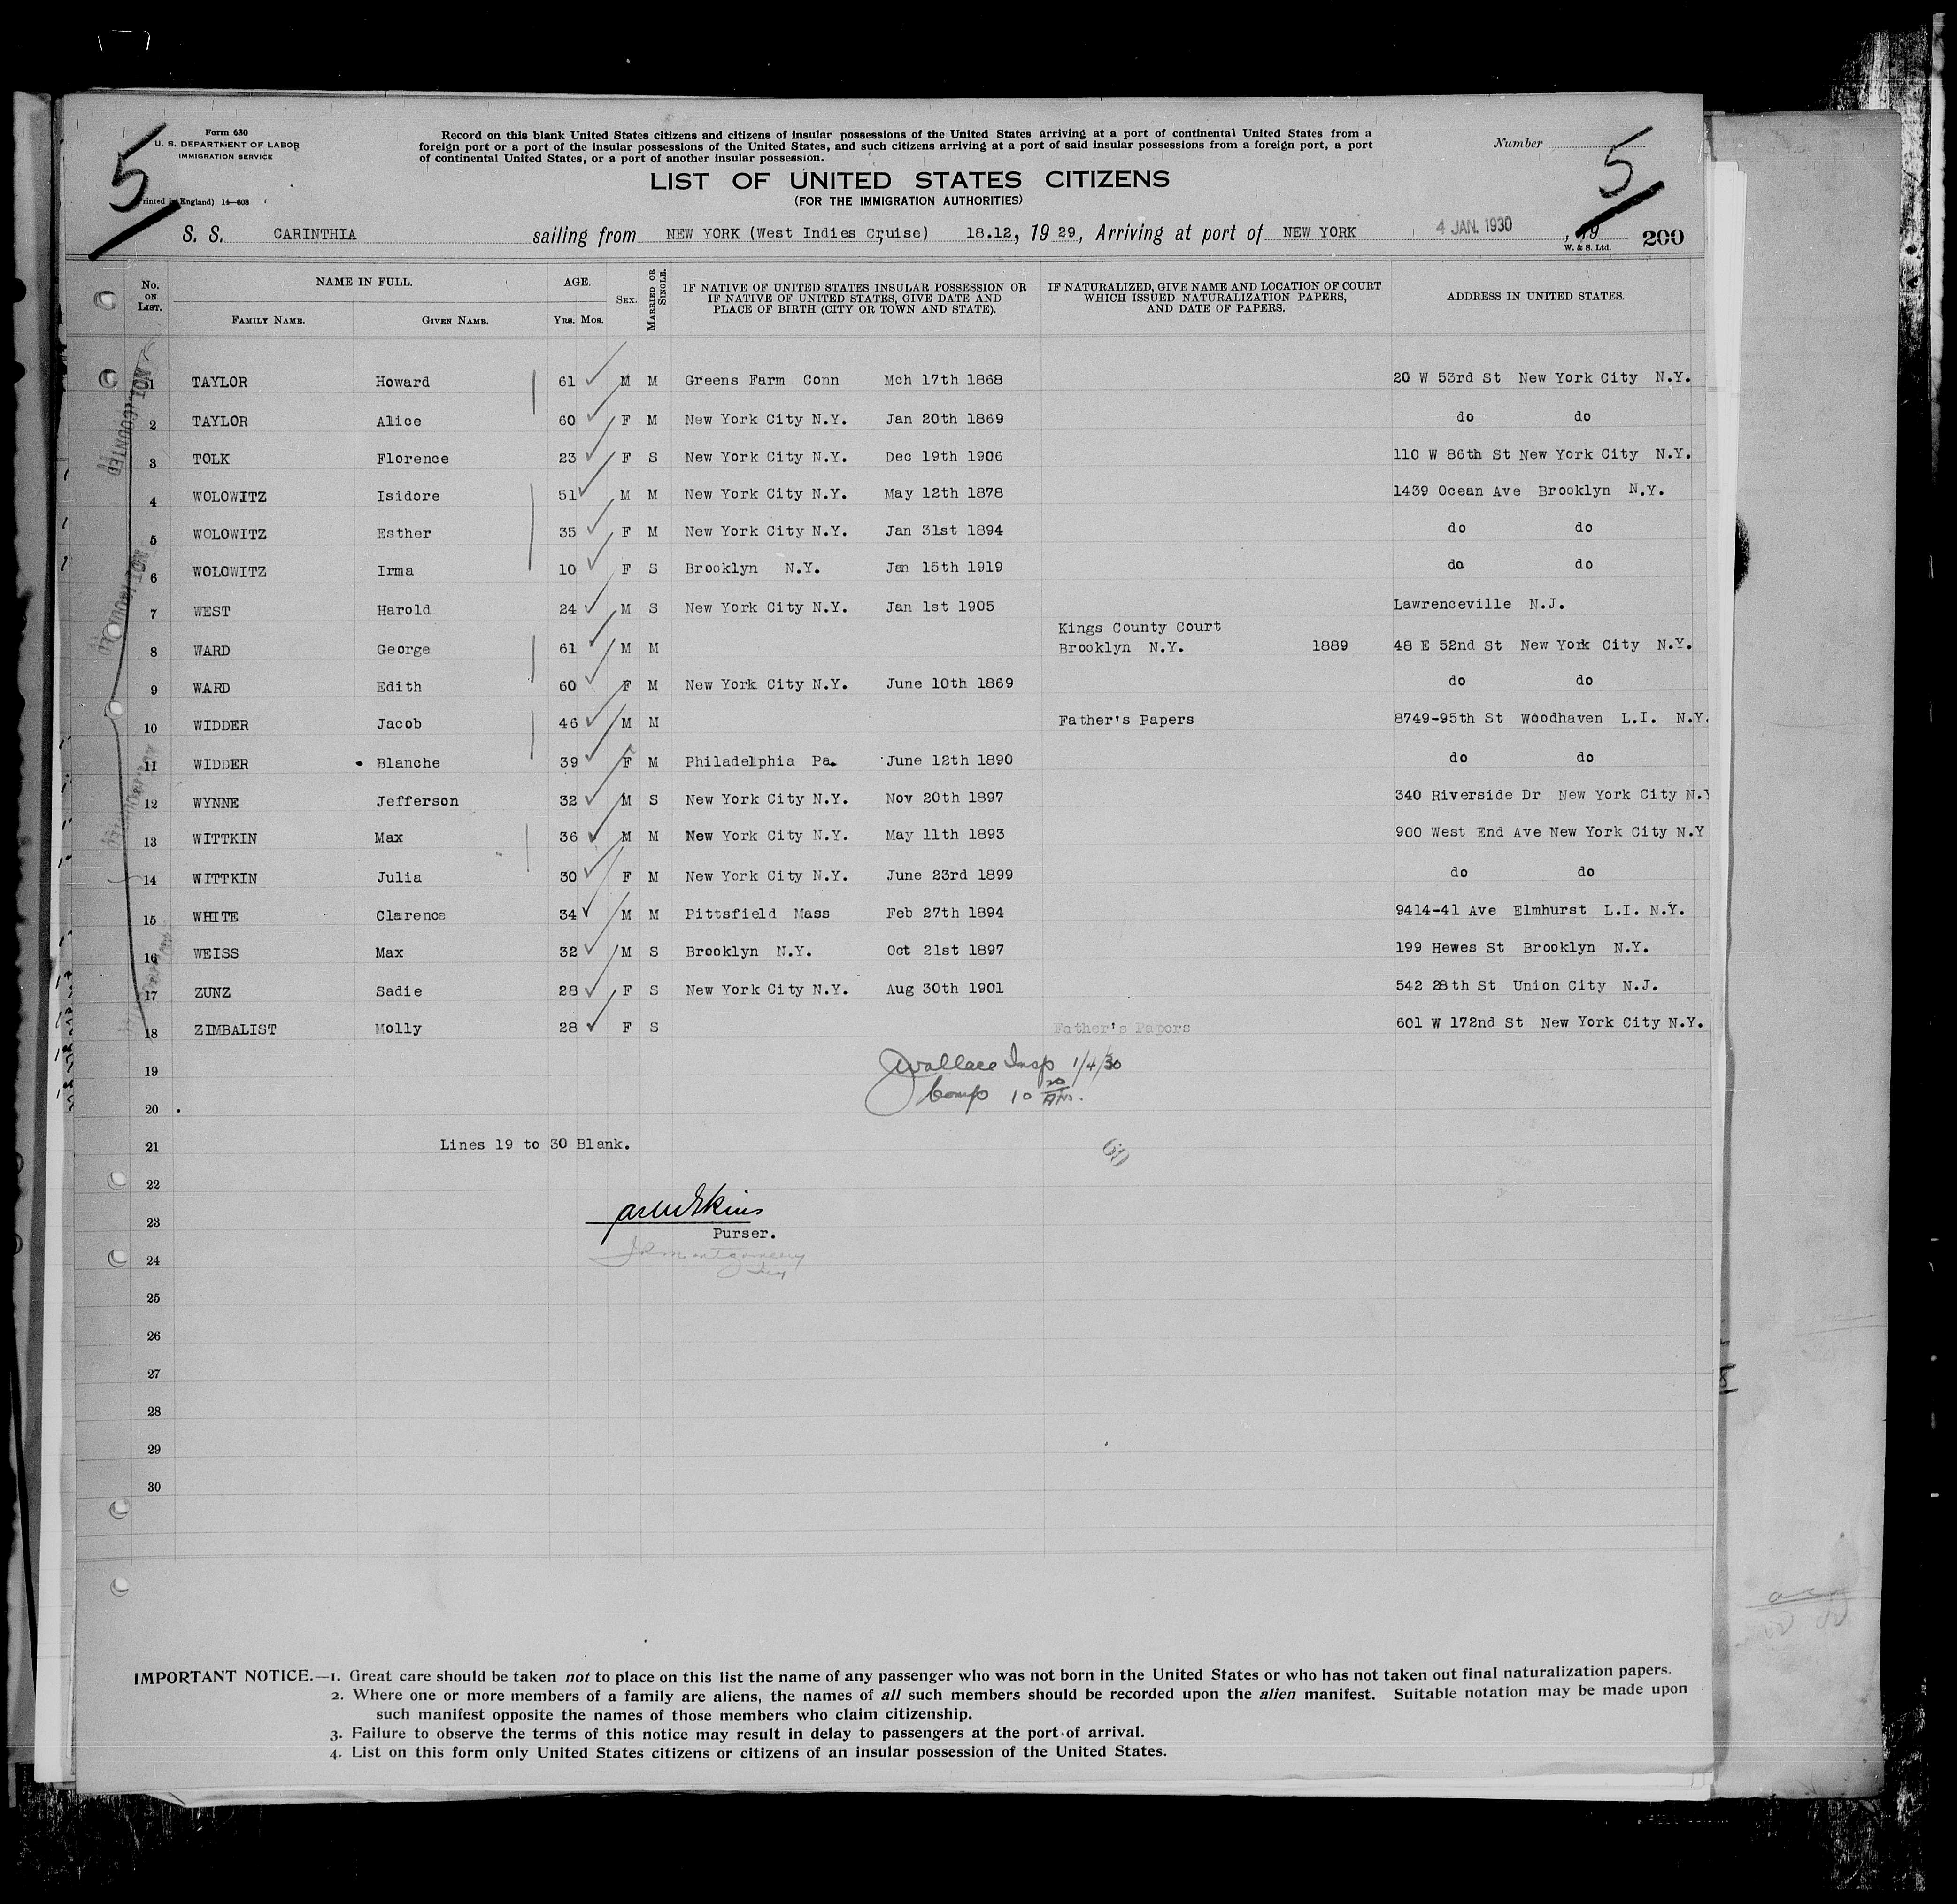 Form 630
U. S. DEPARTMENT OF LABOR
IMMIGRATION SERVICE
(Printed in England) 14—608
5
Record on this blank United States citizens and citizens of insular possessions of the United States arriving at a port of continental United States from a
foreign port or a port of the insular possessions of the United States, and such citizens arriving at a port of said insular possessions from a foreign port, a port
of continental United States, or a port of another insular possession.
Number
5
LIST OF UNITED STATES CITIZENS
(FOR THE IMMIGRATION AUTHORITIES)
S. S. CARINTHIA sailing from NEW YORK (West Indies Cruise) 18.12, 19 29, Arriving at port of NEW YORK 4 JAN. 1930, 19
W. & S. Ltd. 200
No. ON LIST. NAME IN FULL. AGE. SEX. MARRIED OR SINGLE. IF NATIVE OF UNITED STATES INSULAR POSSESSION OR IF NATIVE OF UNITED STATES, GIVE DATE AND PLACE OF BIRTH (CITY OR TOWN AND STATE). IF NATURALIZED, GIVE NAME AND LOCATION OF COURT WHICH ISSUED NATURALIZATION PAPERS, AND DATE OF PAPERS. ADDRESS IN UNITED STATES.
FAMILY NAME. GIVEN NAME. YRS. MOS.
1 TAYLOR Howard 61 M M Greens Farm Conn Mch 17th 1868 20 W 53rd St New York City N.Y.
2 TAYLOR Alice 60 F M New York City N.Y. Jan 20th 1869 do do
3 TOLK Florence 23 F S New York City N.Y. Dec 19th 1906 110 W 86th St New York City N.Y.
4 WOLOWITZ Isidore 51 M M New York City N.Y. May 12th 1878 1439 Ocean Ave Brooklyn N.Y.
5 WOLOWITZ Esther 35 F M New York City N.Y. Jan 31st 1894 do do
6 WOLOWITZ Irma 10 F S Brooklyn N.Y. Jan 15th 1919 do do
7 WEST Harold 24 M S New York City N.Y. Jan 1st 1905 Lawrenceville N.J.
Kings County Court
8 WARD George 61 M M Brooklyn N.Y. 1889 48 E 52nd St New York City N.Y.
9 WARD Edith 60 F M New York City N.Y. June 10th 1869 do do
10 WIDDER Jacob 46 M M Father's Papers 8749-95th St Woodhaven L.I. N.Y.
11 WIDDER Blanche 39 F M Philadelphia Pa. June 12th 1890 do do
12 WYNNE Jefferson 32 M S New York City N.Y. Nov 20th 1897 340 Riverside Dr New York City N.Y
13 WITTKIN Max 36 M M New York City N.Y. May 11th 1893 900 West End Ave New York City N.Y
14 WITTKIN Julia 30 F M New York City N.Y. June 23rd 1899 do do
15 WHITE Clarence 34 M M Pittsfield Mass Feb 27th 1894 9414-41 Ave Elmhurst L.I. N.Y.
16 WEISS Max 32 M S Brooklyn N.Y. Oct 21st 1897 199 Hewes St Brooklyn N.Y.
17 ZUNZ Sadie 28 F S New York City N.Y. Aug 30th 1901 542 28th St Union City N.J.
18 ZIMBALIST Molly 28 F S Father's Papers 601 W 172nd St New York City N.Y.
19 Wallace Insp 1/4/30
20 Comp 10 20 AM.
21 Lines 19 to 30 Blank.
22
23
Purser.
24 Montgomery
25
26
27
28
29
30
IMPORTANT NOTICE.—1. Great care should be taken not to place on this list the name of any passenger who was not born in the United States or who has not taken out final naturalization papers.
2. Where one or more members of a family are aliens, the names of all such members should be recorded upon the alien manifest. Suitable notation may be made upon
such manifest opposite the names of those members who claim citizenship.
3. Failure to observe the terms of this notice may result in delay to passengers at the port of arrival.
4. List on this form only United States citizens or citizens of an insular possession of the United States.